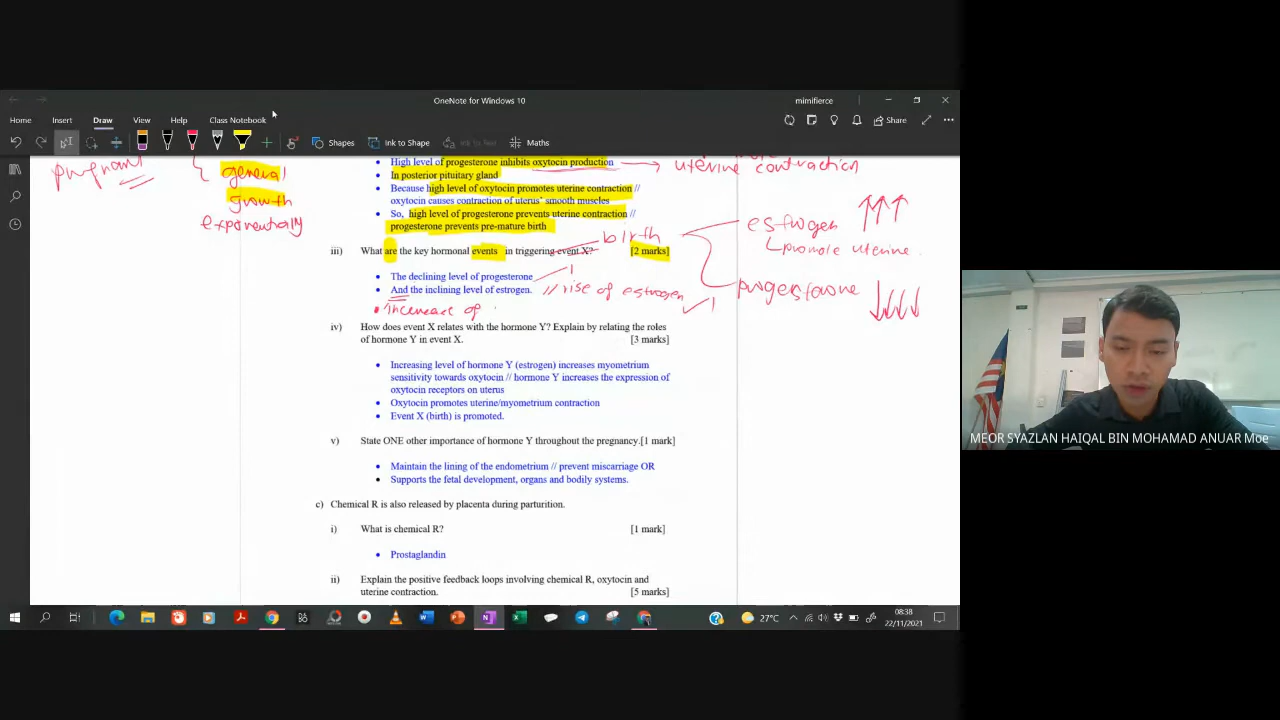 OneNote for Windows 10
mimifierce
Home Insert Draw View Help Class Notebook
Share
Shapes Ink to Shape Ink to Text Maths
pregnant
general
growth
exponentially
High level of progesterone inhibits oxytocin production
uterine contraction
In posterior pituitary gland
Because high level of oxytocin promotes uterine contraction //
oxytocin causes contraction of uterus' smooth muscles
So, high level of progesterone prevents uterine contraction //
progesterone prevents pre-mature birth
birth
estrogen
promote uterine
iii) What are the key hormonal events in triggering event X? [2 marks]
The declining level of progesterone 1
And the inclining level of estrogen. // rise of estrogen 1
progesterone
increment of
iv) How does event X relates with the hormone Y? Explain by relating the roles
of hormone Y in event X. [3 marks]
Increasing level of hormone Y (estrogen) increases myometrium
sensitivity towards oxytocin // hormone Y increases the expression of
oxytocin receptors on uterus
Oxytocin promotes uterine/myometrium contraction
Event X (birth) is promoted.
v) State ONE other importance of hormone Y throughout the pregnancy.[1 mark]
Maintain the lining of the endometrium // prevent miscarriage OR
Supports the fetal development, organs and bodily systems.
c) Chemical R is also released by placenta during parturition.
i) What is chemical R? [1 mark]
Prostaglandin
ii) Explain the positive feedback loops involving chemical R, oxytocin and
uterine contraction. [5 marks]
MEOR SYAZLAN HAIQAL BIN MOHAMAD ANUAR Moe
27°C
08:38
22/11/2021